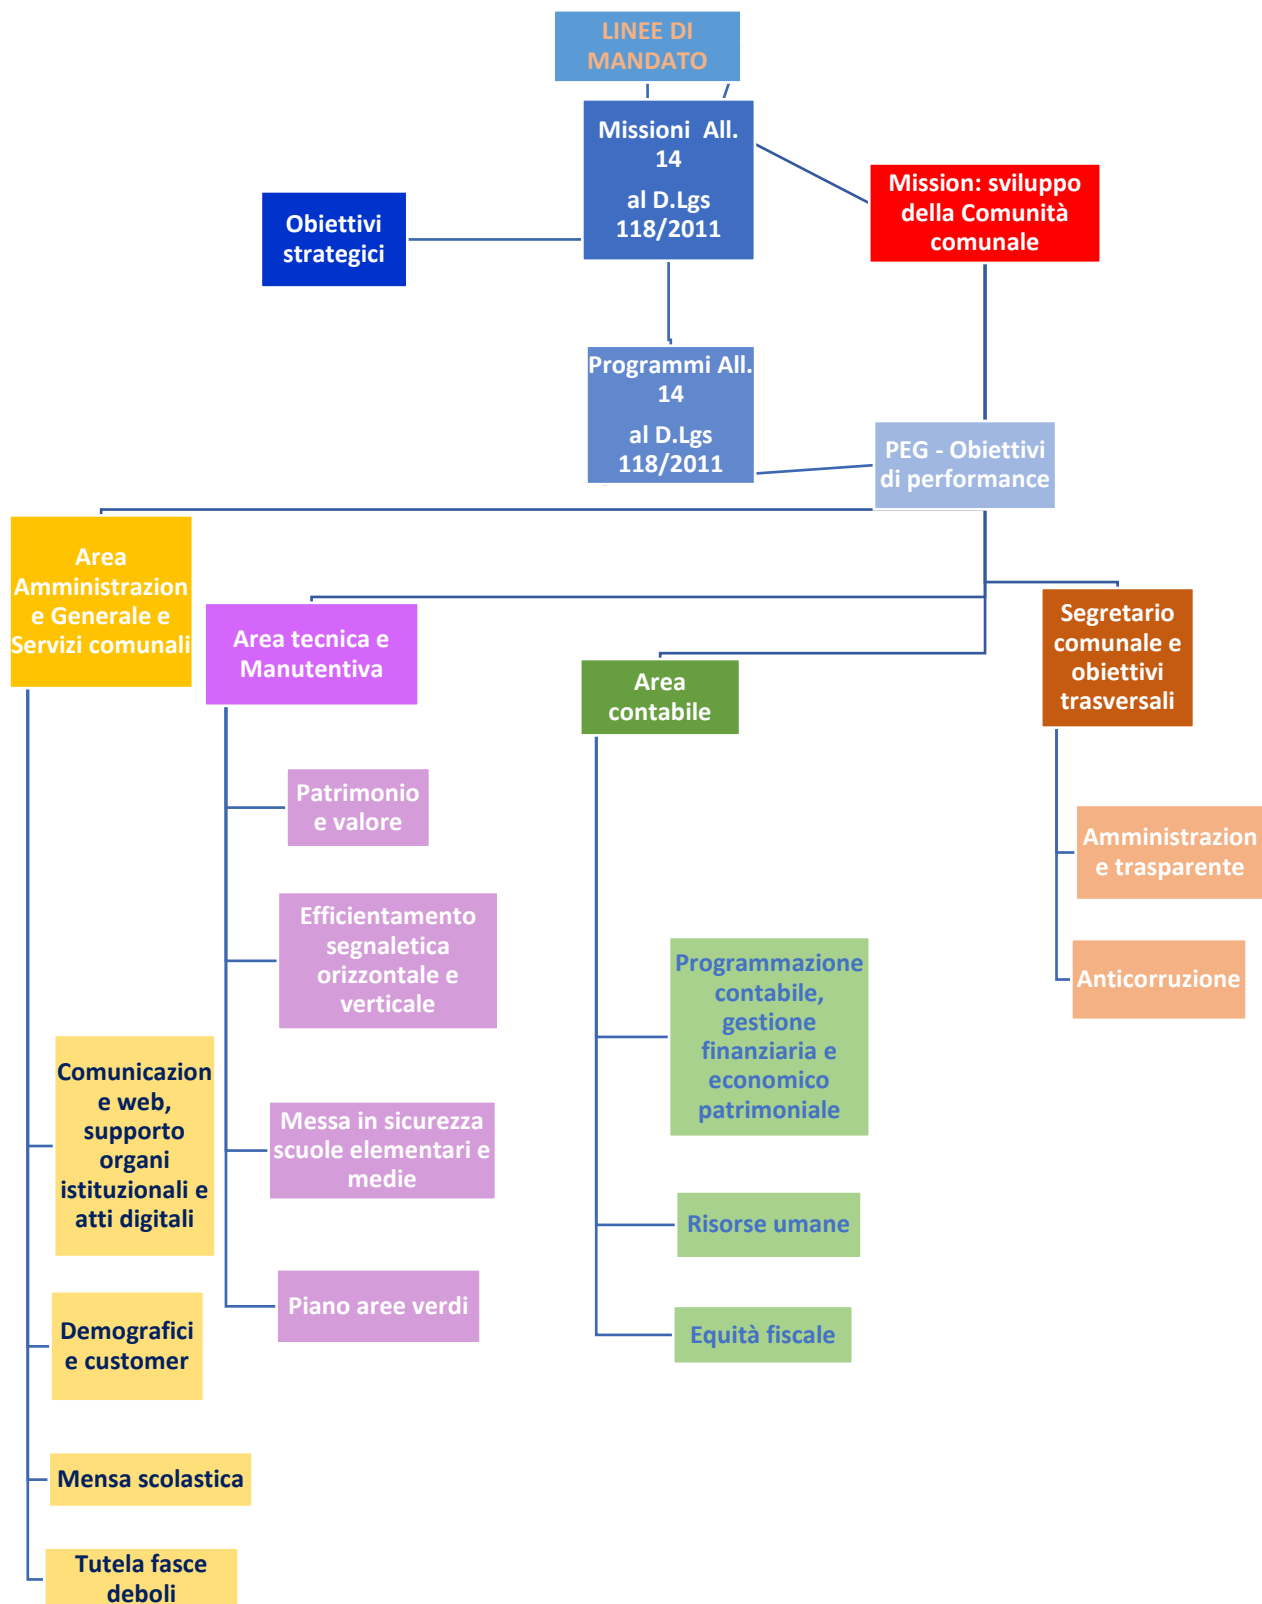 LINEE DI
MANDATO
Missioni All.
14
al D.Lgs
118/2011
Mission: sviluppo
della Comunità
comunale
Obiettivi
strategici
Programmi All.
14
al D.Lgs
118/2011
PEG - Obiettivi
di performance
Area
Amministrazion
e Generale e
Servizi comunali
Area tecnica e
Manutentiva
Area
contabile
Segretario
comunale e
obiettivi
trasversali
Patrimonio
e valore
Efficientamento
segnaletica
orizzontale e
verticale
Messa in sicurezza
scuole elementari e
medie
Piano aree verdi
Amministrazion
e trasparente
Anticorruzione
Programmazione
contabile,
gestione
finanziaria e
economico
patrimoniale
Risorse umane
Equità fiscale
Comunicazion
e web,
supporto
organi
istituzionali e
atti digitali
Demografici
e customer
Mensa scolastica
Tutela fasce
deboli